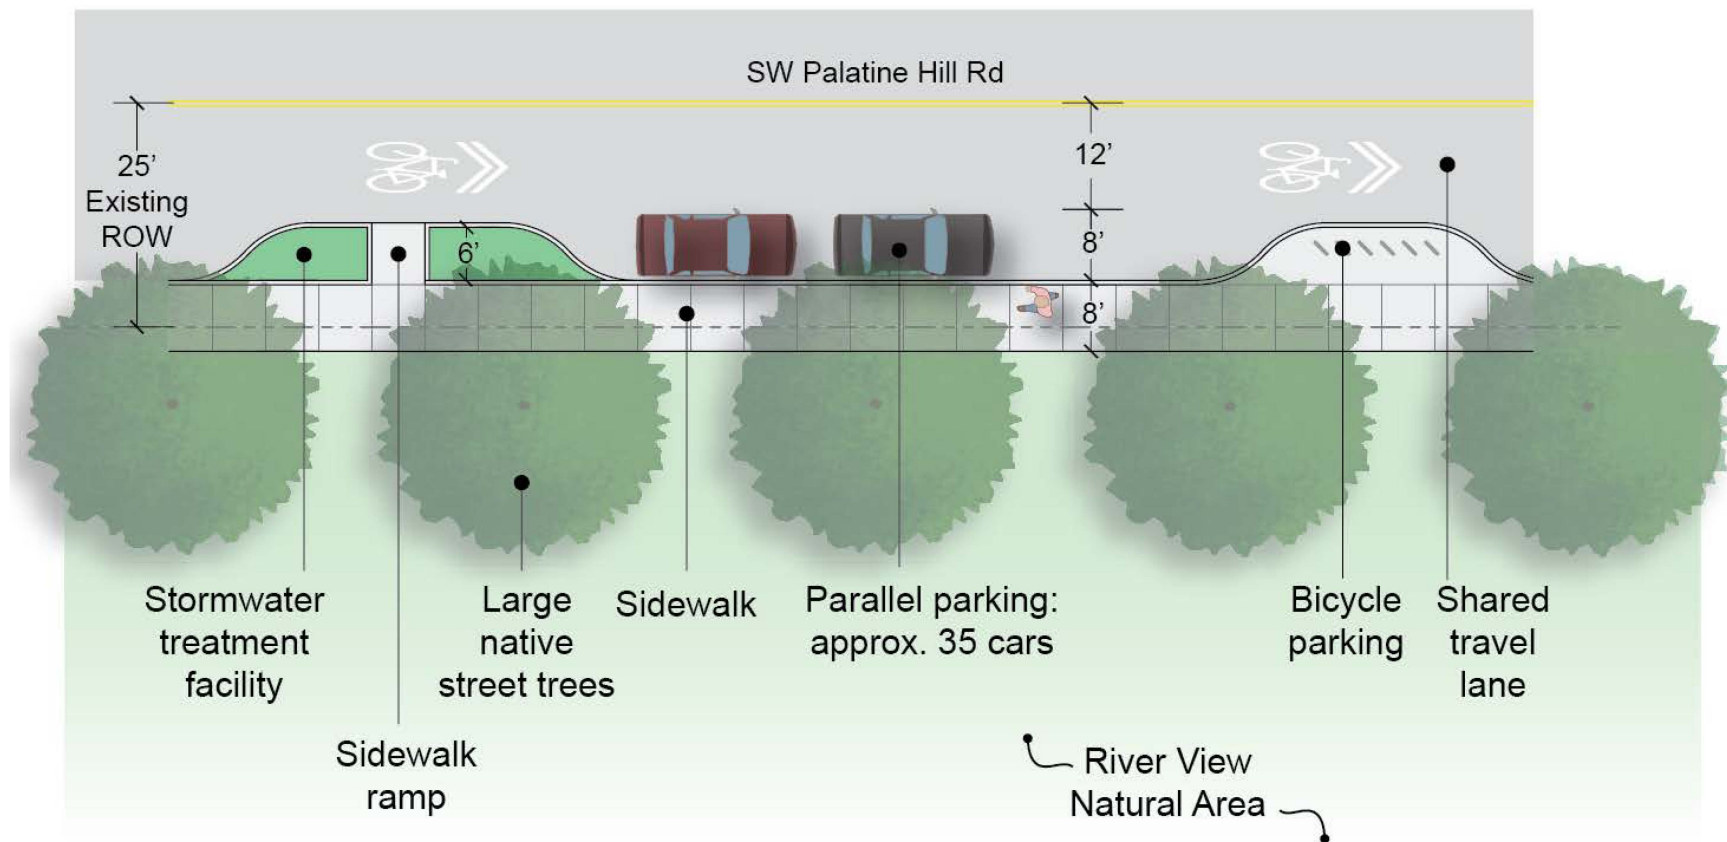 SW Palatine Hill Rd
25’
Existing
ROW
12’
8’
6’
8’
Stormwater
treatment
facility
Large
native
street trees
Sidewalk
Parallel parking:
approx. 35 cars
Bicycle
parking
Shared
travel
lane
Sidewalk
ramp
River View
Natural Area